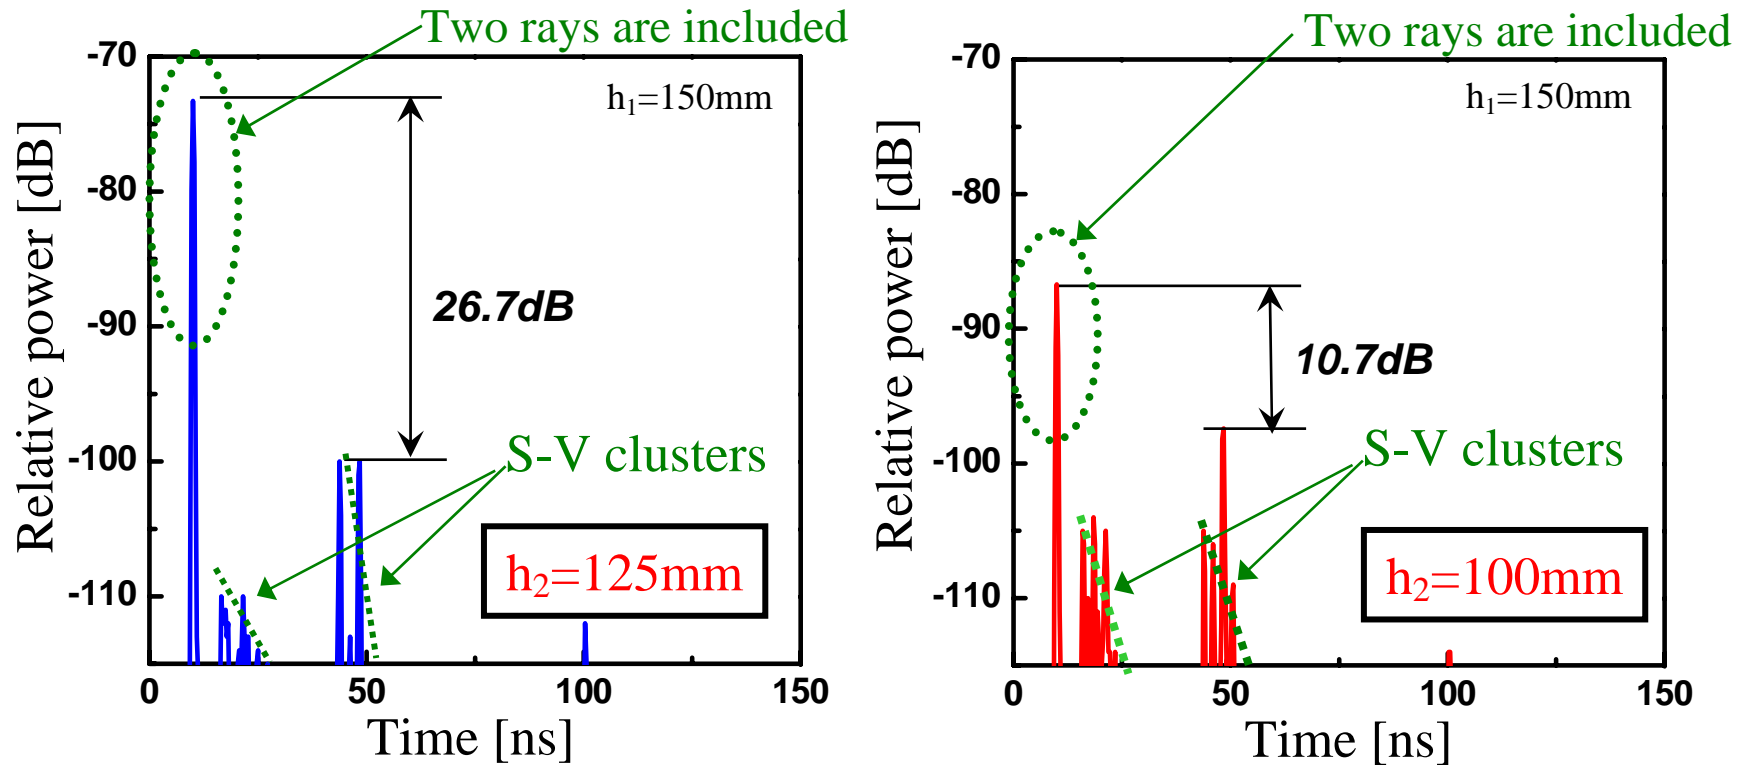 Two rays are included
-70
-80
-90
-100
-110
Relative power [dB]
h₁=150mm
26.7dB
S-V clusters
h₂=125mm
0
50
100
150
Time [ns]
Two rays are included
-70
-80
-90
-100
-110
Relative power [dB]
h₁=150mm
10.7dB
S-V clusters
h₂=100mm
0
50
100
150
Time [ns]